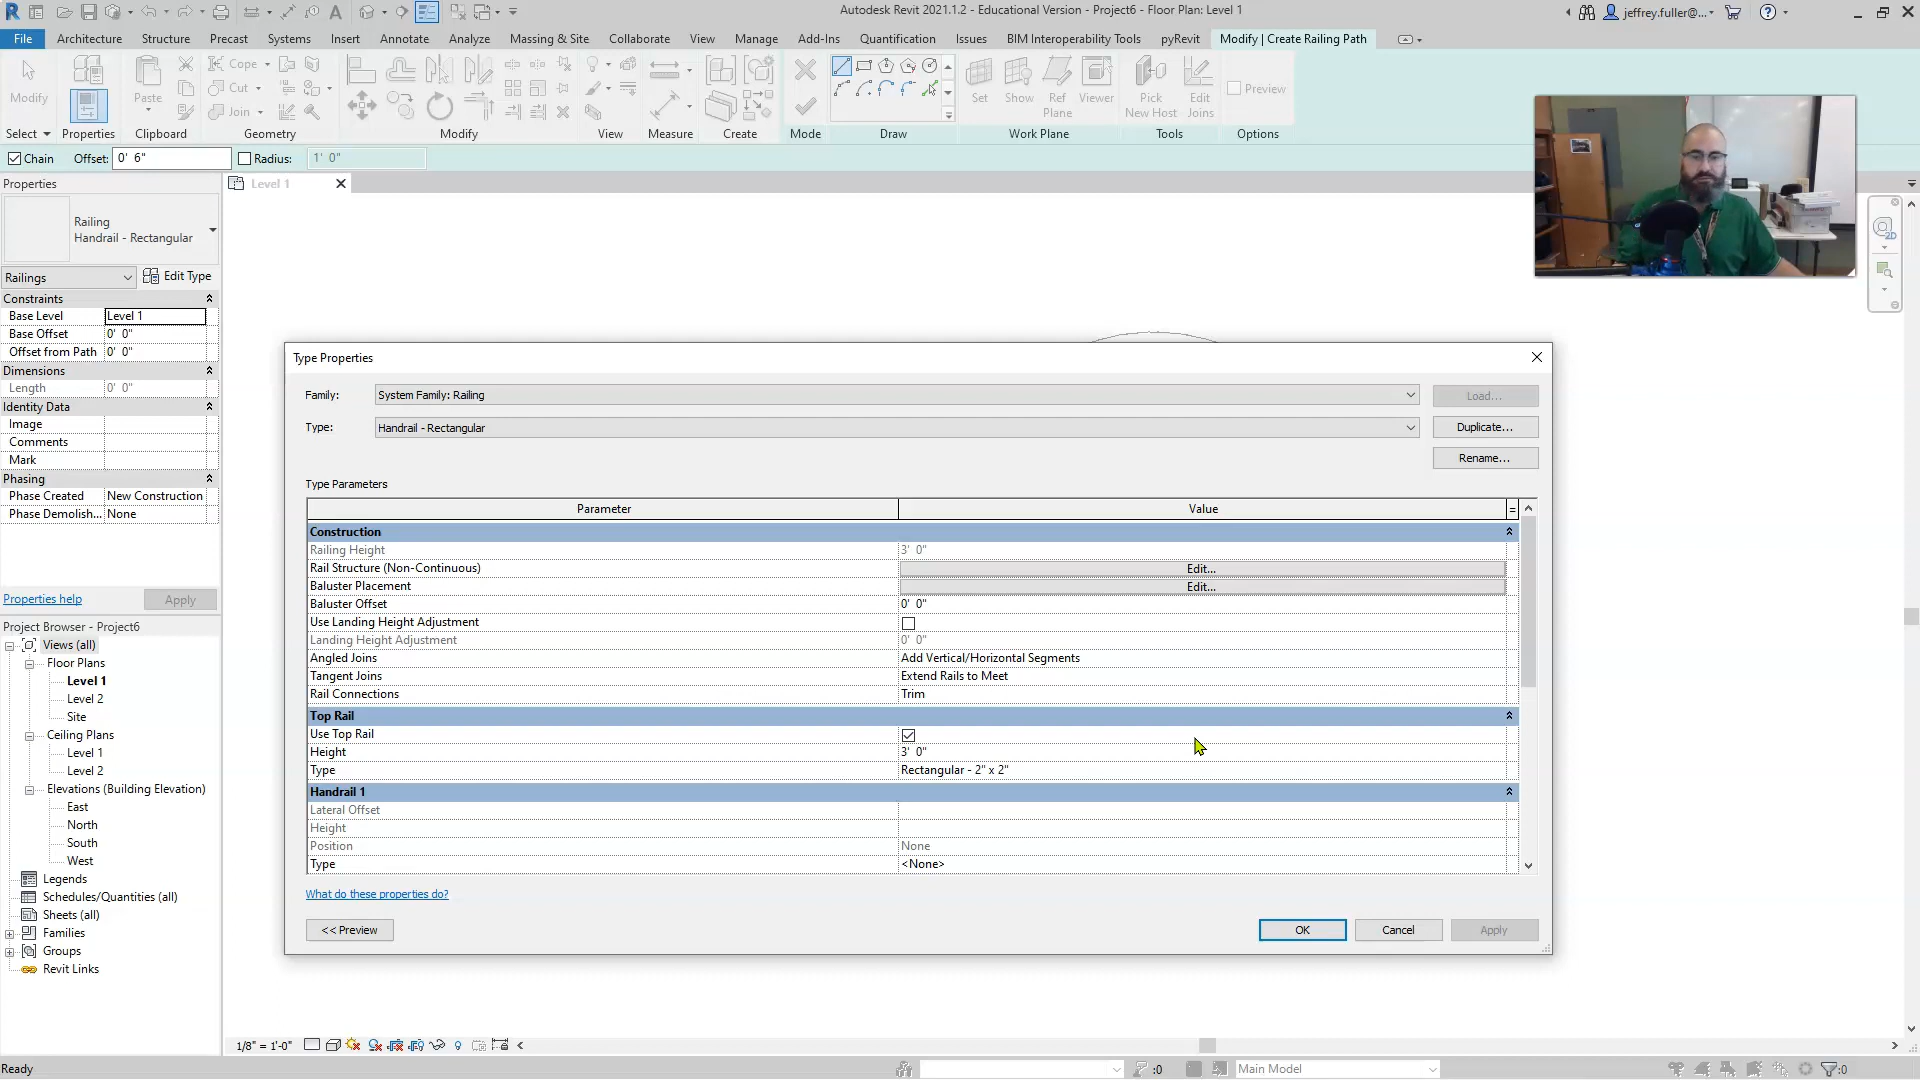 Autodesk Revit 2021.1.2 - Educational Version - Project6 - Floor Plan: Level 1
jeffrey.fuller@...
File Architecture Structure Precast Systems Insert Annotate Analyze Massing & Site Collaborate View Manage Add-Ins Quantification Issues BIM Interoperability Tools pyRevit Modify | Create Railing Path
Modify Paste Cope Cut Join Set Show Ref Plane Viewer Pick New Host Edit Joins Preview
Select Properties Clipboard Geometry Modify View Measure Create Mode Draw Work Plane Tools Options
Chain Offset: 0' 6" Radius: 1' 0"
Properties
Level 1
Railing
Handrail - Rectangular
Railings Edit Type
Constraints
Base Level Level 1
Base Offset 0' 0"
Offset from Path 0' 0"
Dimensions
Length 0' 0"
Identity Data
Image
Comments
Mark
Phasing
Phase Created New Construction
Phase Demolish... None
Properties help Apply
Project Browser - Project6
Views (all)
Floor Plans
Level 1
Level 2
Site
Ceiling Plans
Level 1
Level 2
Elevations (Building Elevation)
East
North
South
West
Legends
Schedules/Quantities (all)
Sheets (all)
Families
Groups
Revit Links
Type Properties
Family: System Family: Railing Load...
Type: Handrail - Rectangular Duplicate...
Rename...
Type Parameters
Parameter Value =
Construction
Railing Height 3' 0"
Rail Structure (Non-Continuous) Edit...
Baluster Placement Edit...
Baluster Offset 0' 0"
Use Landing Height Adjustment
Landing Height Adjustment 0' 0"
Angled Joins Add Vertical/Horizontal Segments
Tangent Joins Extend Rails to Meet
Rail Connections Trim
Top Rail
Use Top Rail
Height 3' 0"
Type Rectangular - 2" x 2"
Handrail 1
Lateral Offset
Height
Position None
Type <None>
What do these properties do?
<< Preview OK Cancel Apply
2D
1/8" = 1'-0"
Ready :0 Main Model :0